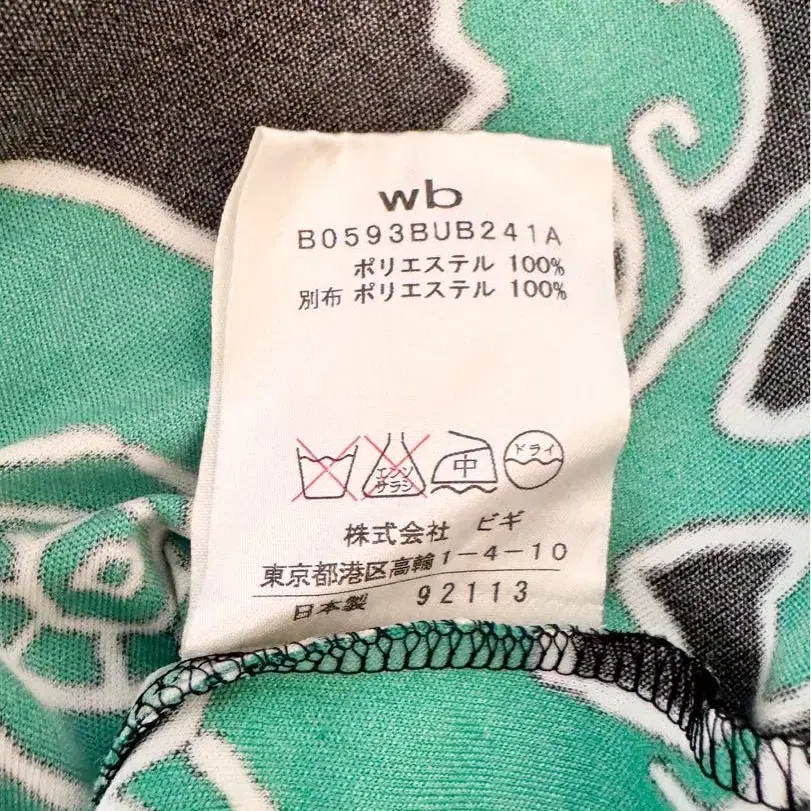 wb
B0593BUB241A
ポリエステル 100%
別布 ポリエステル 100%
エンソ
サラシ
中
ドライ
株式会社 ビギ
東京都港区高輪1-4-10
日本製 92113